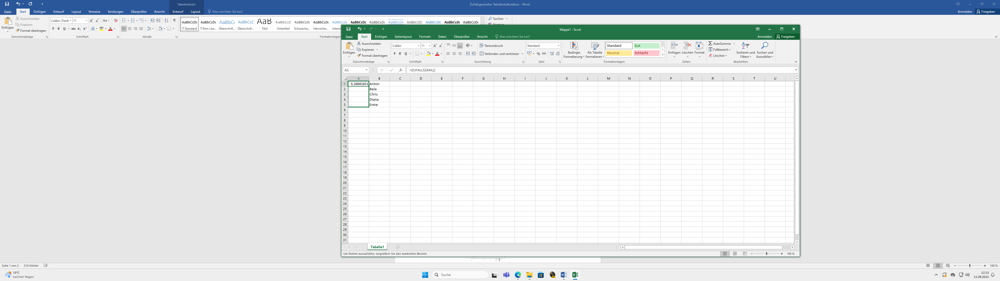 Tabellentools
Zufallsgenerator Tabellenkalkulation - Word
Datei Start Einfügen Entwurf Layout Verweise Sendungen Überprüfen Ansicht Entwurf Layout Was möchten Sie tun? Anmelden Freigeben
Einfügen
Ausschneiden
Kopieren
Format übertragen
Zwischenablage
Calibri (Textk 11
F K U abc x₂ x²
Schriftart
Absatz
AaBbCcDc AaBbCcDc AaBbCc AaBbCcD AaB AaBbCcD AaBbCcDc AaBbCcDc AaBbCcDc AaBbCcDc AaBbCcDc AaBbCcDc AaBbCcDc AaBbCcDc AaBbCcDc AaBbCcDc
¶ Standard ¶ Kein Lee... Überschrif... Überschrif... Titel Untertitel Schwache... Hervorhe...
Formatvorlagen
Suchen
Mappe1 - Excel
Datei Start Einfügen Seitenlayout Formeln Daten Überprüfen Ansicht Was möchten Sie tun? Anmelden Freigeben
Einfügen
Ausschneiden
Kopieren
Format übertragen
Zwischenablage
Calibri 11
F K U
Schriftart
Textumbruch
Verbinden und zentrieren
Ausrichtung
Standard
% 000
Zahl
Bedingte
Formatierung
Als Tabelle
formatieren
Standard Gut
Neutral Schlecht
Formatvorlagen
Einfügen Löschen Format
Zellen
AutoSumme
Füllbereich
Löschen
Sortieren und
Filtern
Suchen und
Auswählen
Bearbeiten
A1 fx =ZUFALLSZAHL()
A B C D E F G H I J K L M N O P Q R S T U
1 0,28681651 Anton
2 Bela
3 Chris
4 Diana
5 Emre
6
7
8
9
10
11
12
13
14
15
16
17
18
19
20
21
22
23
24
25
26
27
28
29
30
31
Tabelle1
Um Reihen auszufüllen, vergrößern Sie den markierten Bereich.
100 %
Seite 1 von 2 310 Wörter
100 %
13°C
Leichter Regen
Suche
12:13
11.09.2024